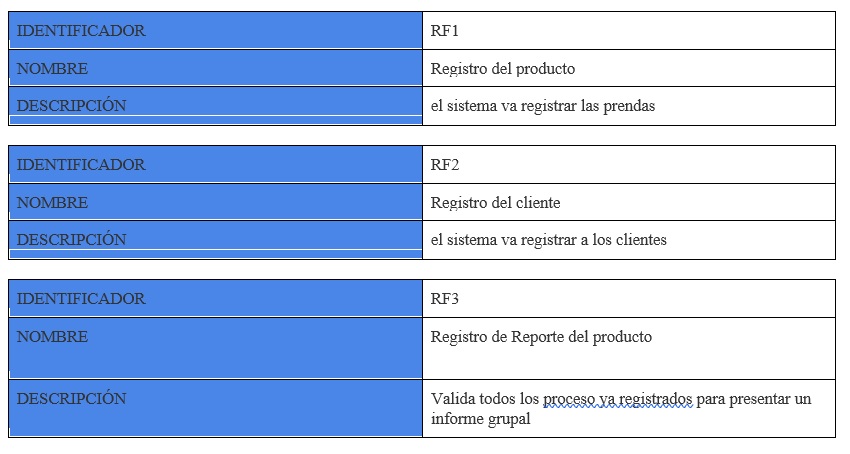 IDENTIFICADOR RF1
NOMBRE Registro del producto
DESCRIPCIÓN el sistema va registrar las prendas
IDENTIFICADOR RF2
NOMBRE Registro del cliente
DESCRIPCIÓN el sistema va registrar a los clientes
IDENTIFICADOR RF3
NOMBRE Registro de Reporte del producto
DESCRIPCIÓN Valida todos los proceso ya registrados para presentar un
informe grupal